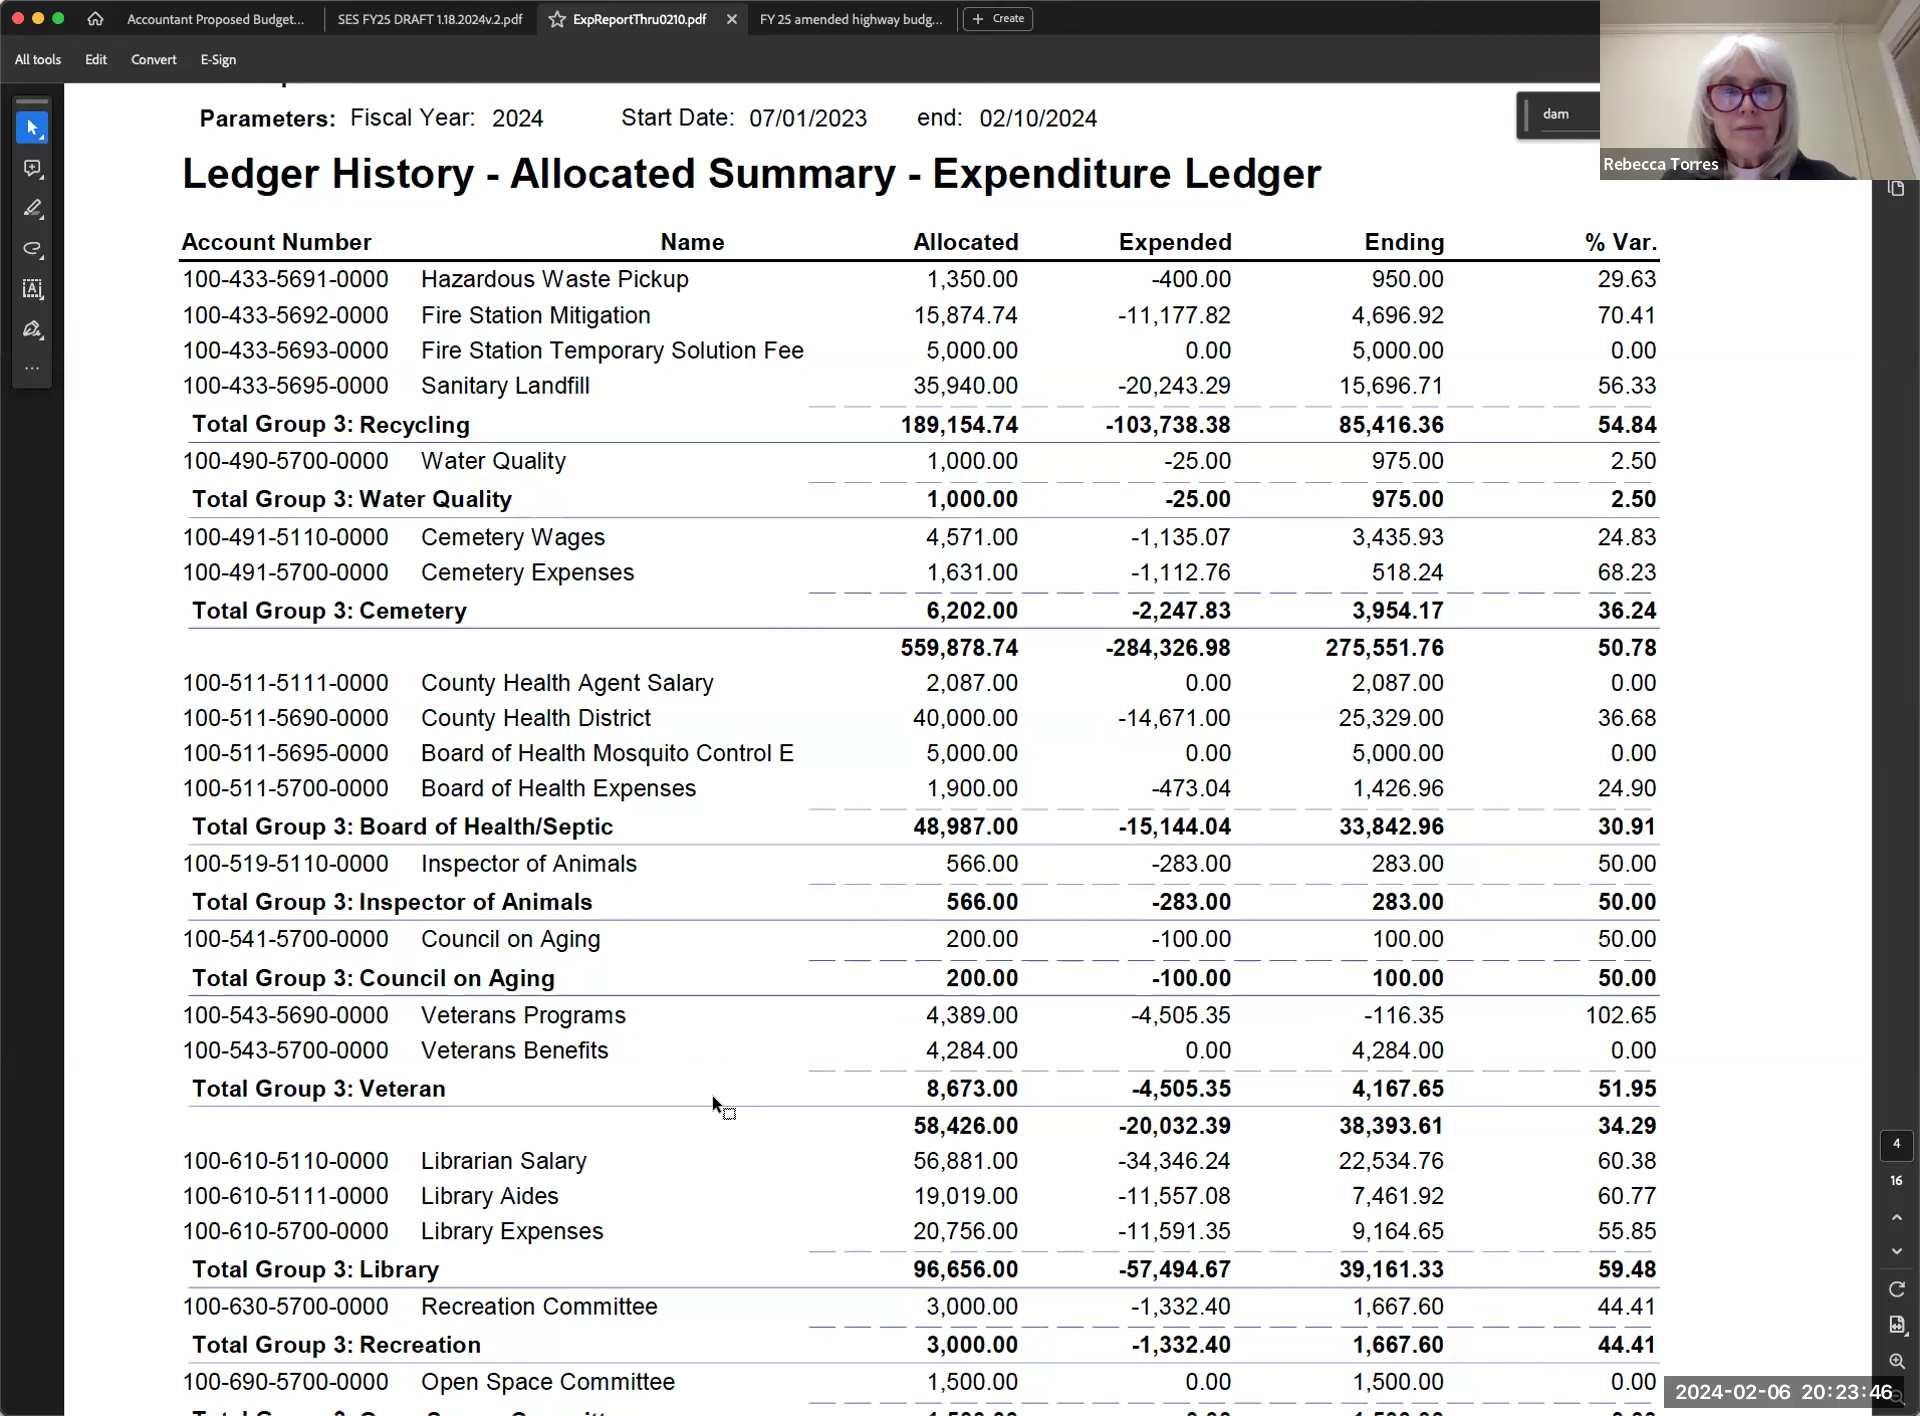 Accountant Proposed Budget... SES FY25 DRAFT 1.18.2024v.2.pdf ExpReportThru0210.pdf FY 25 amended highway budg... Create
All tools Edit Convert E-Sign
Parameters: Fiscal Year: 2024 Start Date: 07/01/2023 end: 02/10/2024
dam
Rebecca Torres
Ledger History - Allocated Summary - Expenditure Ledger
Account Number Name Allocated Expended Ending % Var.
100-433-5691-0000 Hazardous Waste Pickup 1,350.00 -400.00 950.00 29.63
100-433-5692-0000 Fire Station Mitigation 15,874.74 -11,177.82 4,696.92 70.41
100-433-5693-0000 Fire Station Temporary Solution Fee 5,000.00 0.00 5,000.00 0.00
100-433-5695-0000 Sanitary Landfill 35,940.00 -20,243.29 15,696.71 56.33
Total Group 3: Recycling 189,154.74 -103,738.38 85,416.36 54.84
100-490-5700-0000 Water Quality 1,000.00 -25.00 975.00 2.50
Total Group 3: Water Quality 1,000.00 -25.00 975.00 2.50
100-491-5110-0000 Cemetery Wages 4,571.00 -1,135.07 3,435.93 24.83
100-491-5700-0000 Cemetery Expenses 1,631.00 -1,112.76 518.24 68.23
Total Group 3: Cemetery 6,202.00 -2,247.83 3,954.17 36.24
559,878.74 -284,326.98 275,551.76 50.78
100-511-5111-0000 County Health Agent Salary 2,087.00 0.00 2,087.00 0.00
100-511-5690-0000 County Health District 40,000.00 -14,671.00 25,329.00 36.68
100-511-5695-0000 Board of Health Mosquito Control E 5,000.00 0.00 5,000.00 0.00
100-511-5700-0000 Board of Health Expenses 1,900.00 -473.04 1,426.96 24.90
Total Group 3: Board of Health/Septic 48,987.00 -15,144.04 33,842.96 30.91
100-519-5110-0000 Inspector of Animals 566.00 -283.00 283.00 50.00
Total Group 3: Inspector of Animals 566.00 -283.00 283.00 50.00
100-541-5700-0000 Council on Aging 200.00 -100.00 100.00 50.00
Total Group 3: Council on Aging 200.00 -100.00 100.00 50.00
100-543-5690-0000 Veterans Programs 4,389.00 -4,505.35 -116.35 102.65
100-543-5700-0000 Veterans Benefits 4,284.00 0.00 4,284.00 0.00
Total Group 3: Veteran 8,673.00 -4,505.35 4,167.65 51.95
58,426.00 -20,032.39 38,393.61 34.29
4
100-610-5110-0000 Librarian Salary 56,881.00 -34,346.24 22,534.76 60.38
16
100-610-5111-0000 Library Aides 19,019.00 -11,557.08 7,461.92 60.77
100-610-5700-0000 Library Expenses 20,756.00 -11,591.35 9,164.65 55.85
Total Group 3: Library 96,656.00 -57,494.67 39,161.33 59.48
100-630-5700-0000 Recreation Committee 3,000.00 -1,332.40 1,667.60 44.41
Total Group 3: Recreation 3,000.00 -1,332.40 1,667.60 44.41
100-690-5700-0000 Open Space Committee 1,500.00 0.00 1,500.00 0.00
2024-02-06 20:23:46